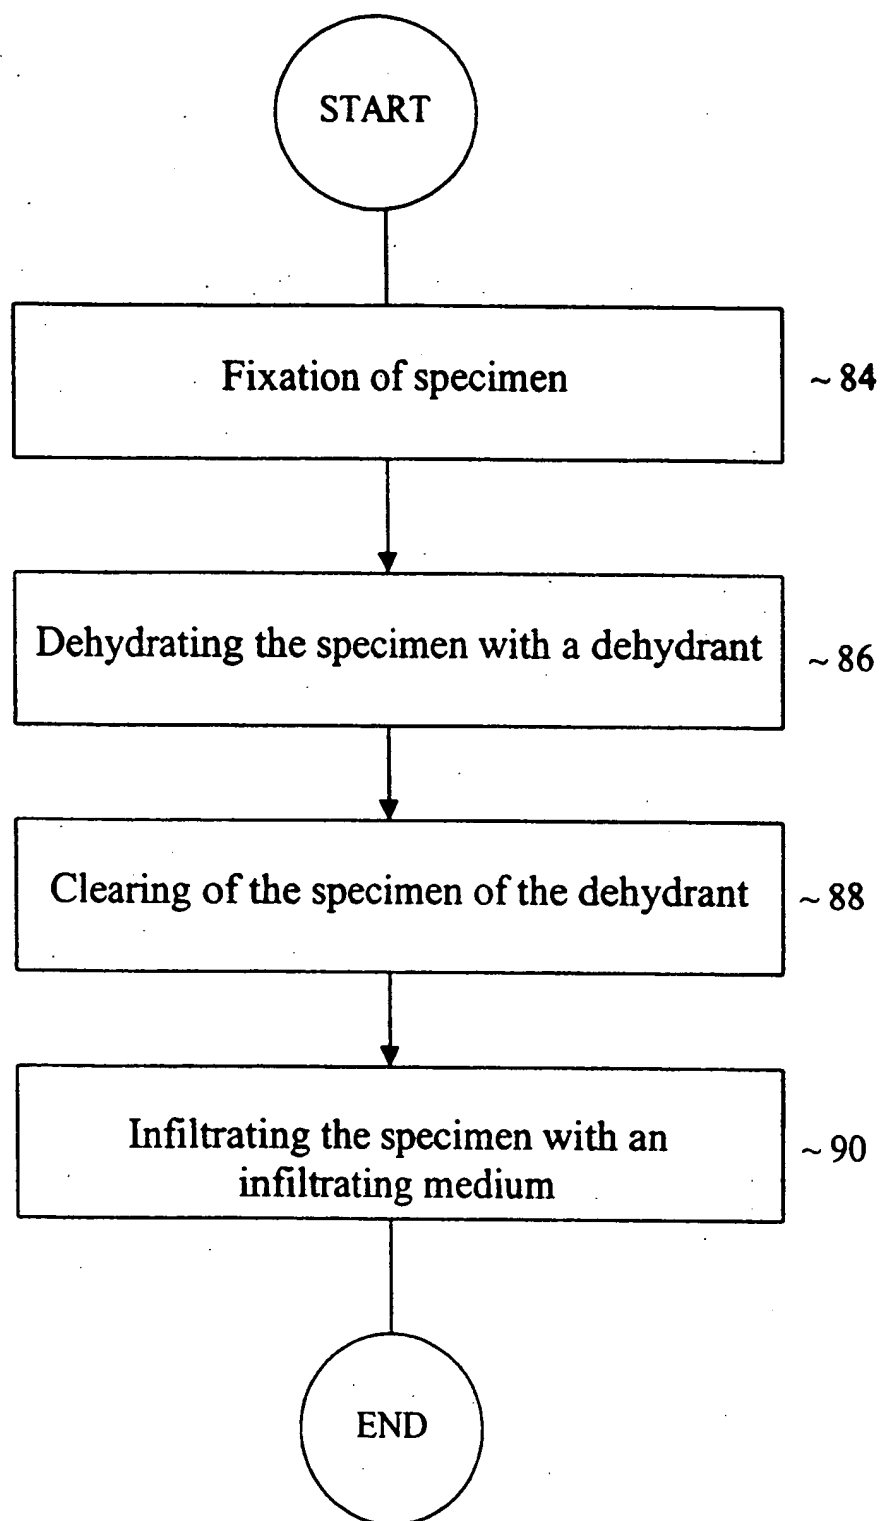 START
Fixation of specimen
~ 84
Dehydrating the specimen with a dehydrant
~ 86
Clearing of the specimen of the dehydrant
~ 88
Infiltrating the specimen with an
infiltrating medium
~ 90
END